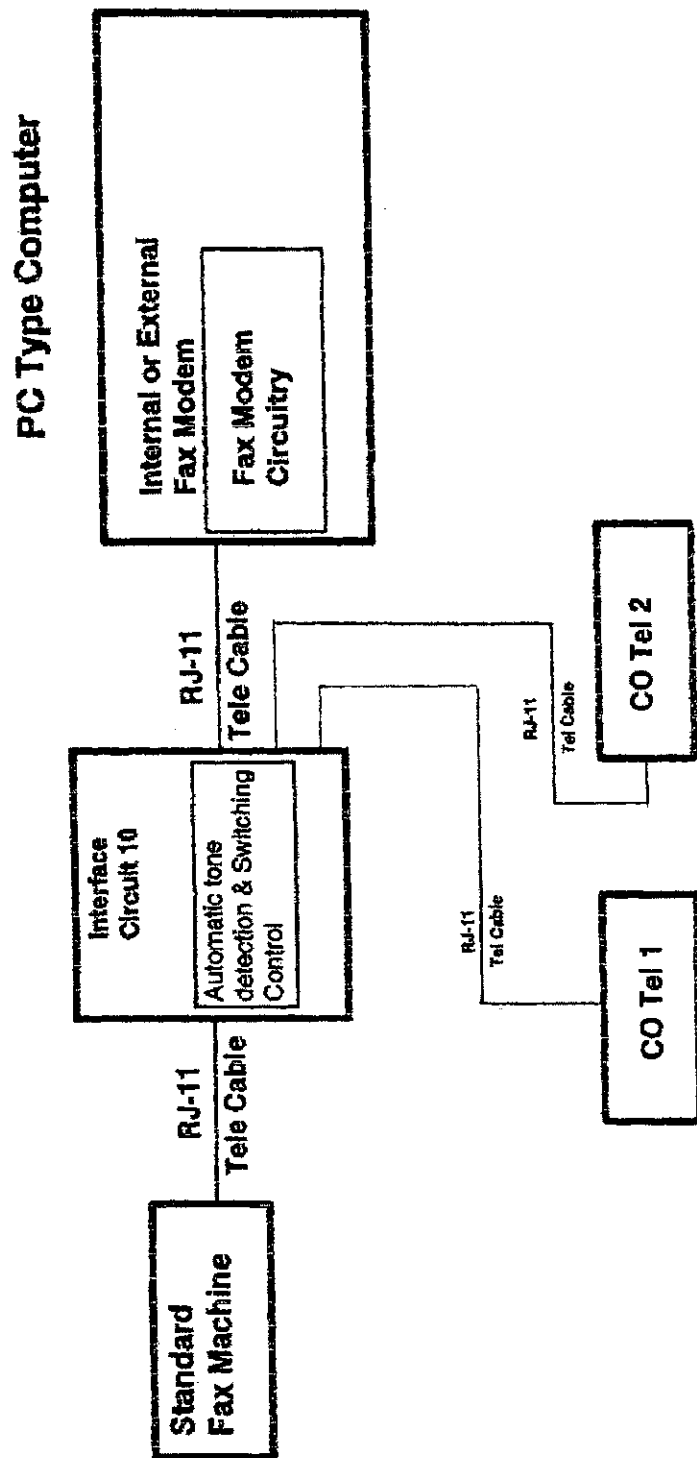 PC Type Computer
Internal or External
Fax Modem
Fax Modem
Circuitry
RJ-11
Tele Cable
Interface
Circuit 10
Automatic tone
detection & Switching
Control
RJ-11
Tele Cable
Standard
Fax Machine
RJ-11
Tel Cable
CO Tel 2
RJ-11
Tel Cable
CO Tel 1